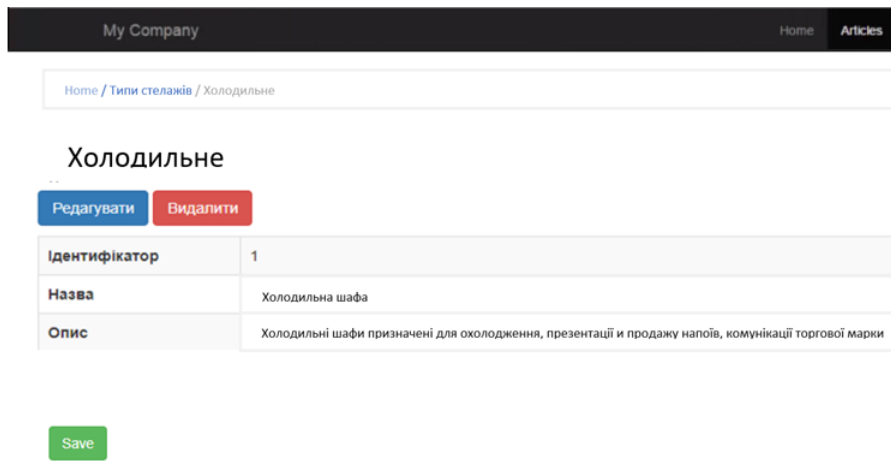 My Company Home Articles
Home / Типи стелажів / Холодильне
Холодильне
Редагувати Видалити
Ідентифікатор 1
Назва Холодильна шафа
Опис Холодильні шафи призначені для охолодження, презентації и продажу напоїв, комунікації торгової марки
Save